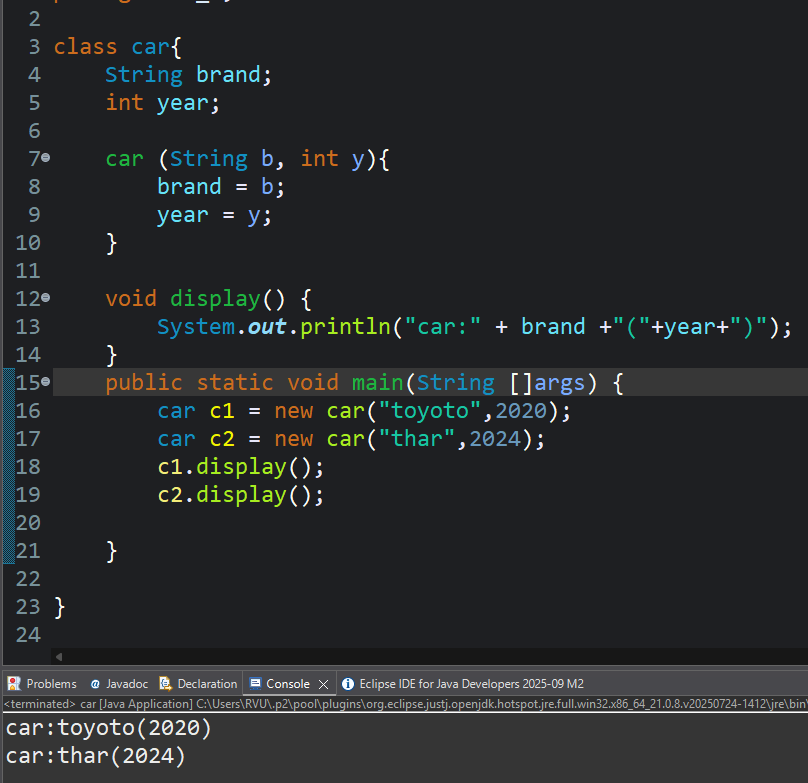 2
3 class car{
4     String brand;
5     int year;
6
7     car (String b, int y){
8         brand = b;
9         year = y;
10     }
11
12     void display() {
13         System.out.println("car:" + brand +"("+year+")");
14     }
15     public static void main(String []args) {
16         car c1 = new car("toyoto",2020);
17         car c2 = new car("thar",2024);
18         c1.display();
19         c2.display();
20
21     }
22
23 }
24
Problems @ Javadoc Declaration Console Eclipse IDE for Java Developers 2025-09 M2
<terminated> car [Java Application] C:\Users\RVU\.p2\pool\plugins\org.eclipse.justj.openjdk.hotspot.jre.full.win32.x86_64_21.0.8.v20250724-1412\jre\bin\
car:toyoto(2020)
car:thar(2024)